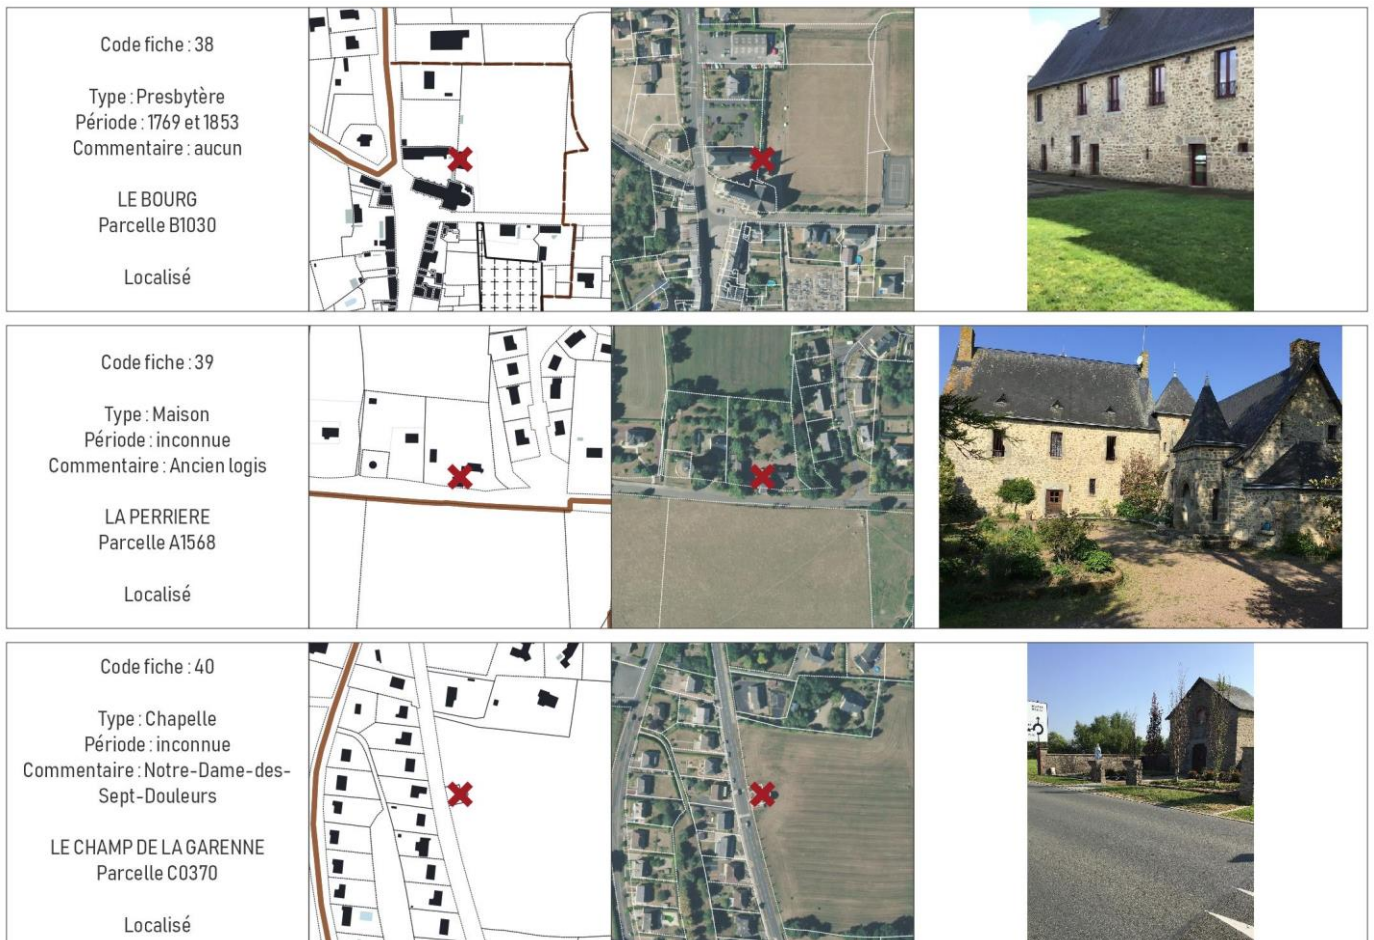 Code fiche : 38
Type : Presbytère
Période : 1769 et 1853
Commentaire : aucun
LE BOURG
Parcelle B1030
Localisé
Code fiche : 39
Type : Maison
Période : inconnue
Commentaire : Ancien logis
LA PERRIERE
Parcelle A1568
Localisé
Code fiche : 40
Type : Chapelle
Période : inconnue
Commentaire : Notre-Dame-des-
Sept-Douleurs
LE CHAMP DE LA GARENNE
Parcelle C0370
Localisé